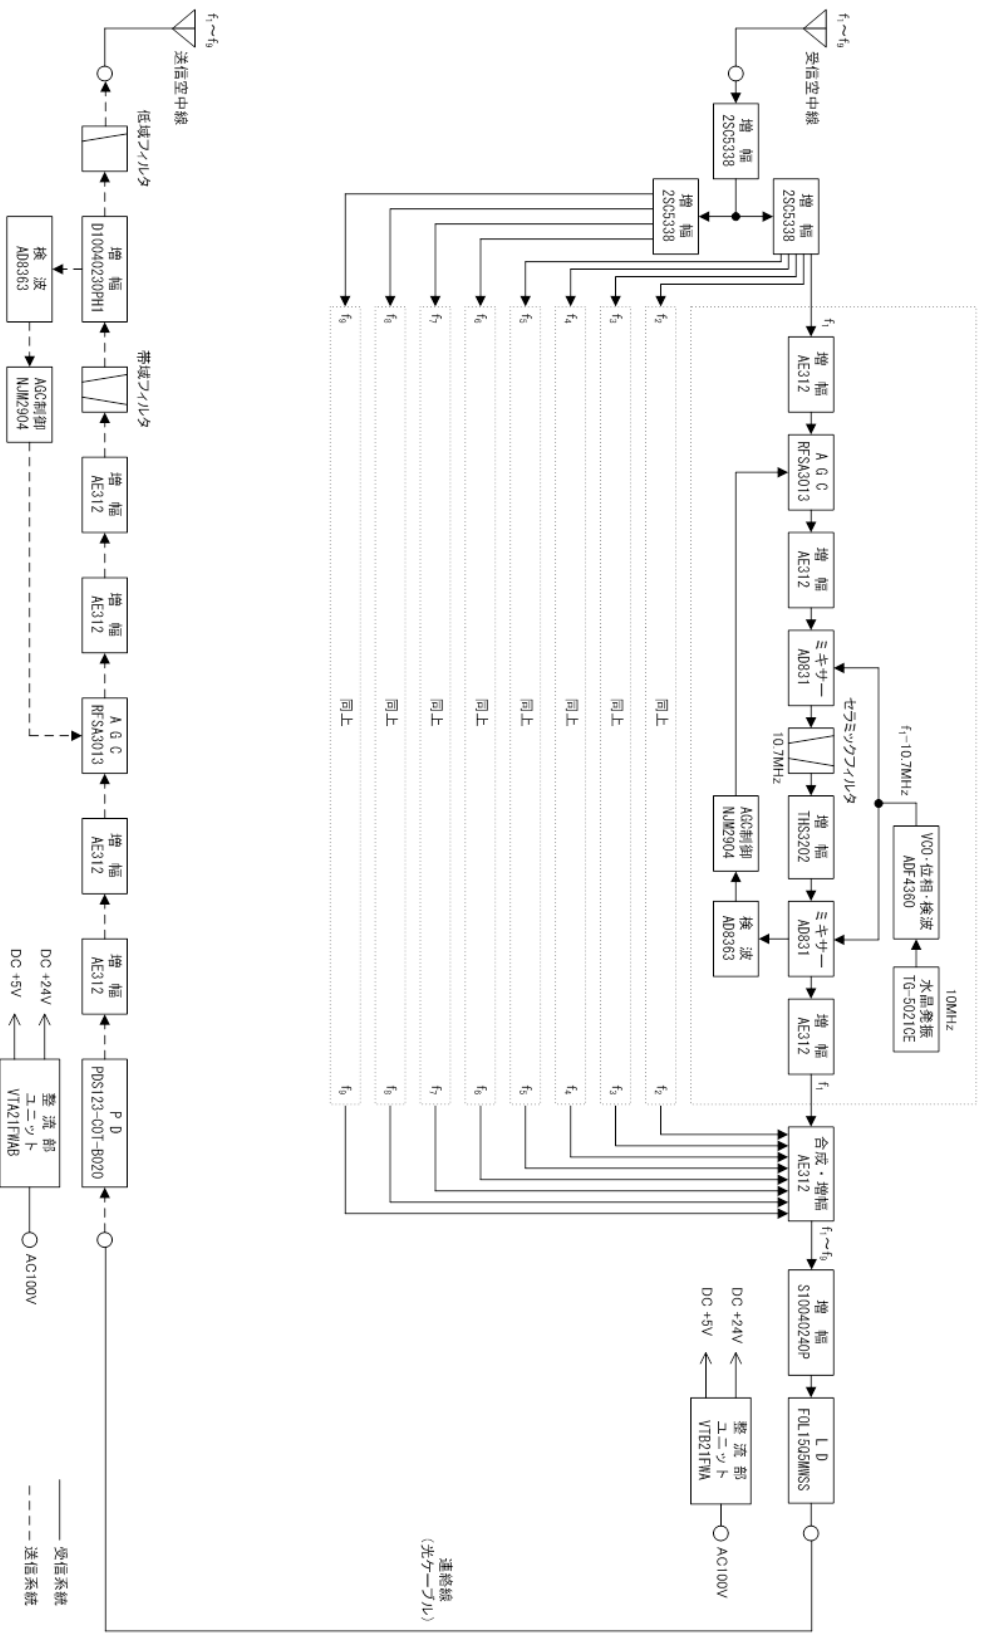 f₁～f₉
受信空中線
増幅
2SC5338
増幅
2SC5338
増幅
2SC5338
f₁
増幅
AE312
AGC
RFSA3013
増幅
AE312
ミキサー
AD831
セラミックフィルタ
10.7MHz
増幅
THS3202
ミキサー
AD831
増幅
AE312
f₁
f₁-10.7MHz
VCO・位相・検波
ADF4360
10MHz
水晶発振
TG-5021CE
AGC制御
NJM2904
検波
AD8363
f₂
同上
f₂
f₃
同上
f₃
f₄
同上
f₄
f₅
同上
f₅
f₆
同上
f₆
f₇
同上
f₇
f₈
同上
f₈
f₉
同上
f₉
合成・増幅
AE312
f₁～f₉
増幅
S10040240P
LD
FOL15Q5MWSS
DC +24V
DC +5V
整流部
ユニット
VTB21FWA
AC100V
連絡線
(光ケーブル)
f₁～f₉
送信空中線
低域フィルタ
増幅
D10040230PH1
帯域フィルタ
増幅
AE312
増幅
AE312
AGC
RFSA3013
増幅
AE312
増幅
AE312
PD
PDS123-COT-B020
検波
AD8363
AGC制御
NJM2904
DC +24V
DC +5V
整流部
ユニット
VTA21FWAB
AC100V
受信系統
送信系統